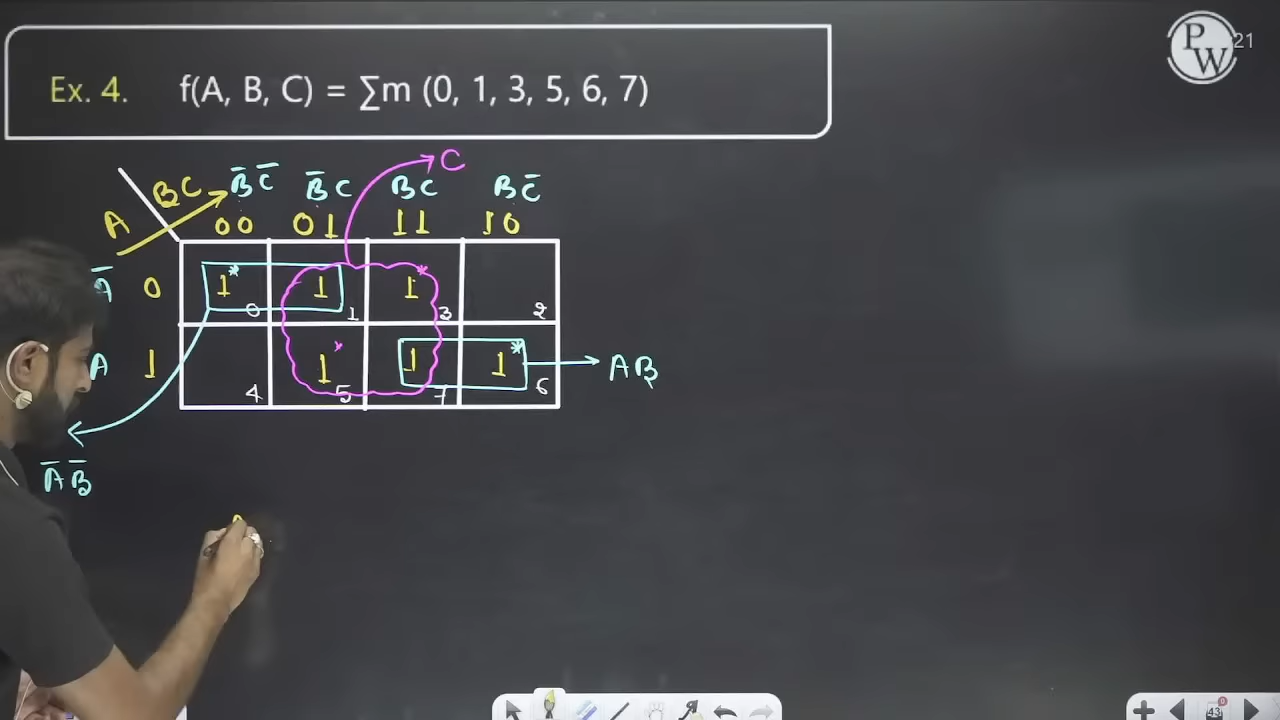 Ex. 4. f(A, B, C) = ∑m (0, 1, 3, 5, 6, 7)
PW 21
C
A BC B̅C̅ B̅C BC BC̅
00 01 11 10
A̅ 0 1* 1 1* 
0 1 3 2
A 1 1* 1 1* AB
4 5 7 6
A̅B̅
43